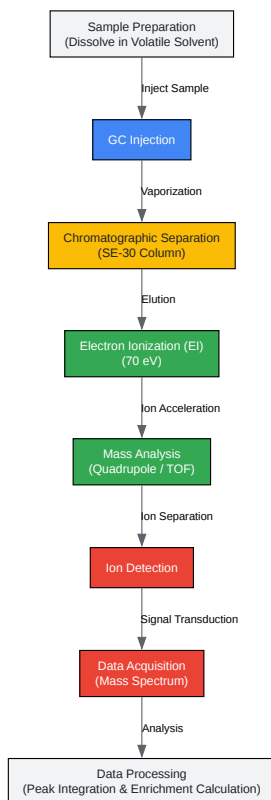 Sample Preparation
(Dissolve in Volatile Solvent)
Inject Sample
GC Injection
Vaporization
Chromatographic Separation
(SE-30 Column)
Elution
Electron Ionization (EI)
(70 eV)
Ion Acceleration
Mass Analysis
(Quadrupole / TOF)
Ion Separation
Ion Detection
Signal Transduction
Data Acquisition
(Mass Spectrum)
Analysis
Data Processing
(Peak Integration & Enrichment Calculation)